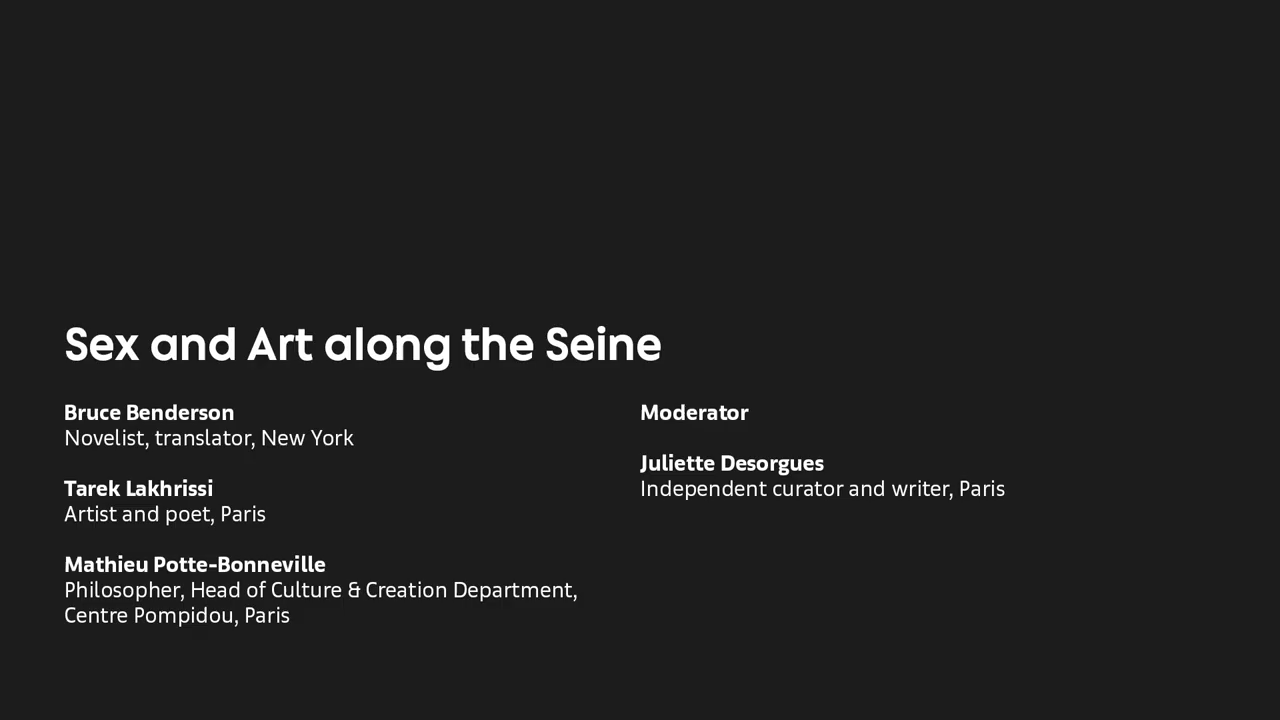 Sex and Art along the Seine
Bruce Benderson
Novelist, translator, New York
Tarek Lakhrissi
Artist and poet, Paris
Mathieu Potte-Bonneville
Philosopher, Head of Culture & Creation Department,
Centre Pompidou, Paris
Moderator
Juliette Desorgues
Independent curator and writer, Paris